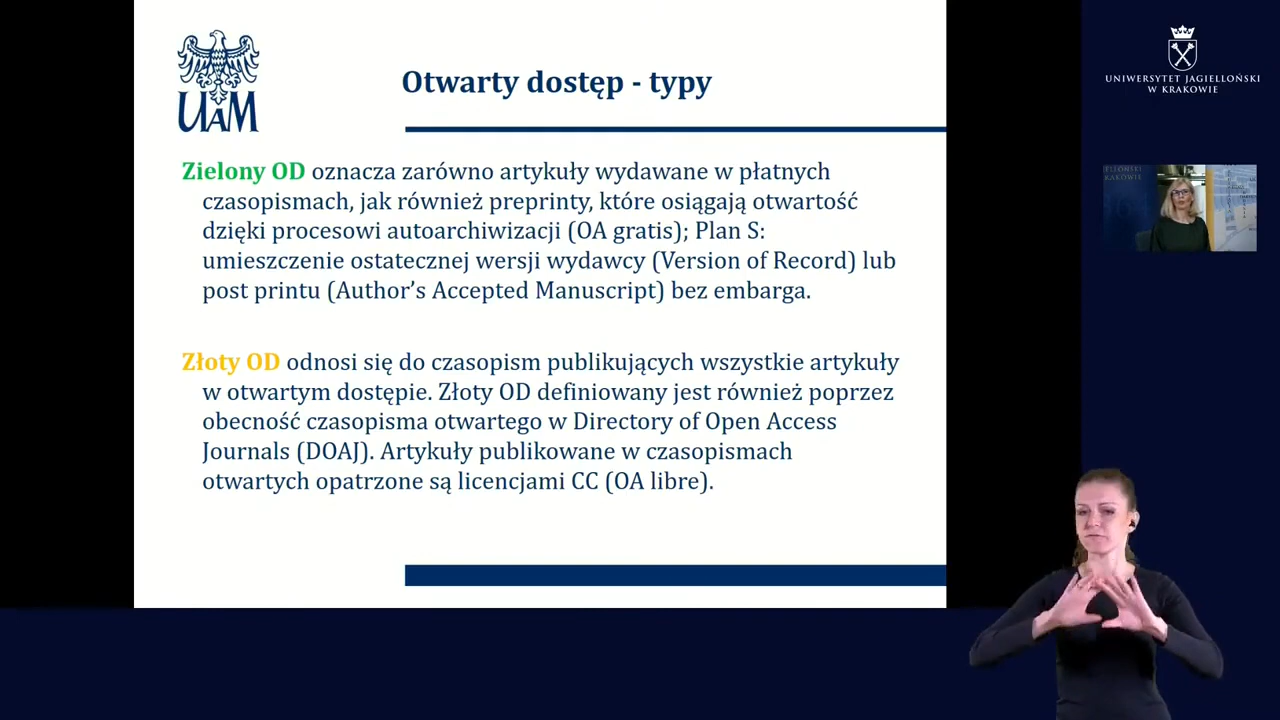 UAM
Otwarty dostęp - typy
Zielony OD oznacza zarówno artykuły wydawane w płatnych
czasopismach, jak również preprinty, które osiągają otwartość
dzięki procesowi autoarchiwizacji (OA gratis); Plan S:
umieszczenie ostatecznej wersji wydawcy (Version of Record) lub
post printu (Author's Accepted Manuscript) bez embarga.
Złoty OD odnosi się do czasopism publikujących wszystkie artykuły
w otwartym dostępie. Złoty OD definiowany jest również poprzez
obecność czasopisma otwartego w Directory of Open Access
Journals (DOAJ). Artykuły publikowane w czasopismach
otwartych opatrzone są licencjami CC (OA libre).
UNIWERSYTET JAGIELLOŃSKI
W KRAKOWIE